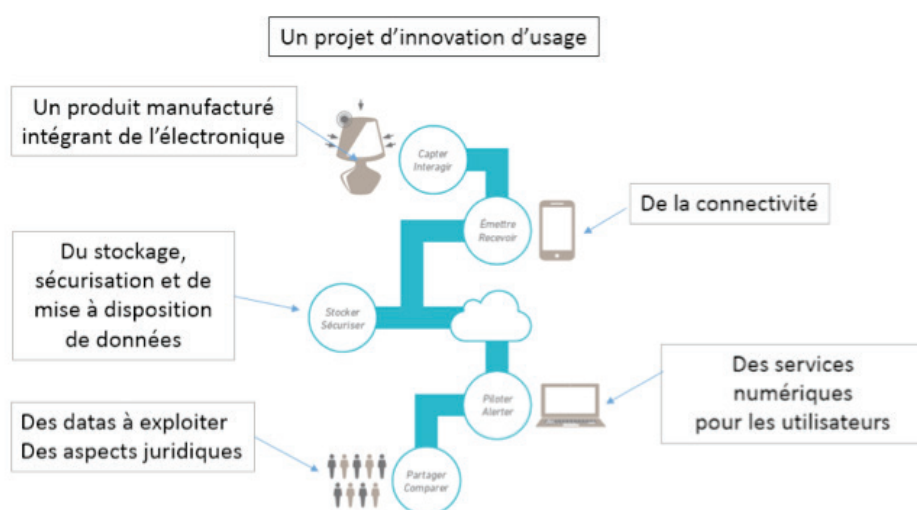 Un projet d’innovation d’usage
Un produit manufacturé
intégrant de l’électronique
Capter
Interagir
Émettre
Recevoir
De la connectivité
Du stockage,
sécurisation et de
mise à disposition
de données
Stocker
Sécuriser
Des services
numériques
pour les utilisateurs
Piloter
Alerter
Des datas à exploiter
Des aspects juridiques
Partager
Comparer